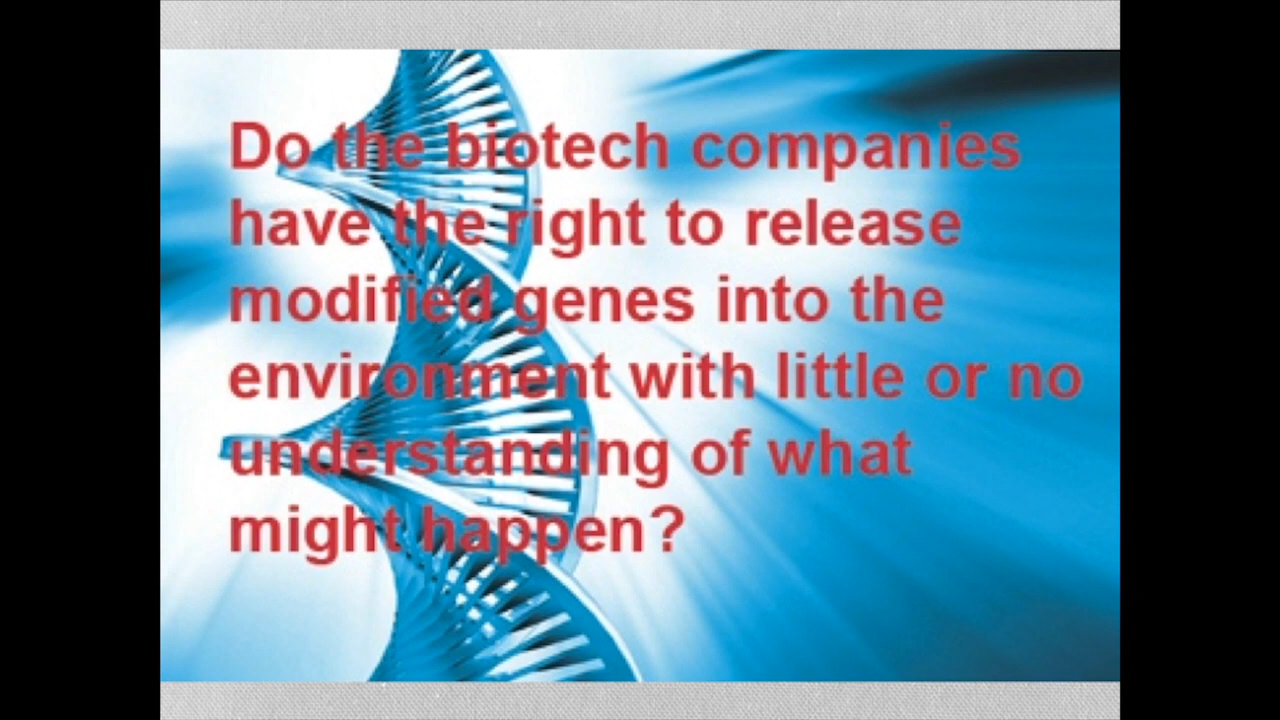 Do the biotech companies
have the right to release
modified genes into the
environment with little or no
understanding of what
might happen?